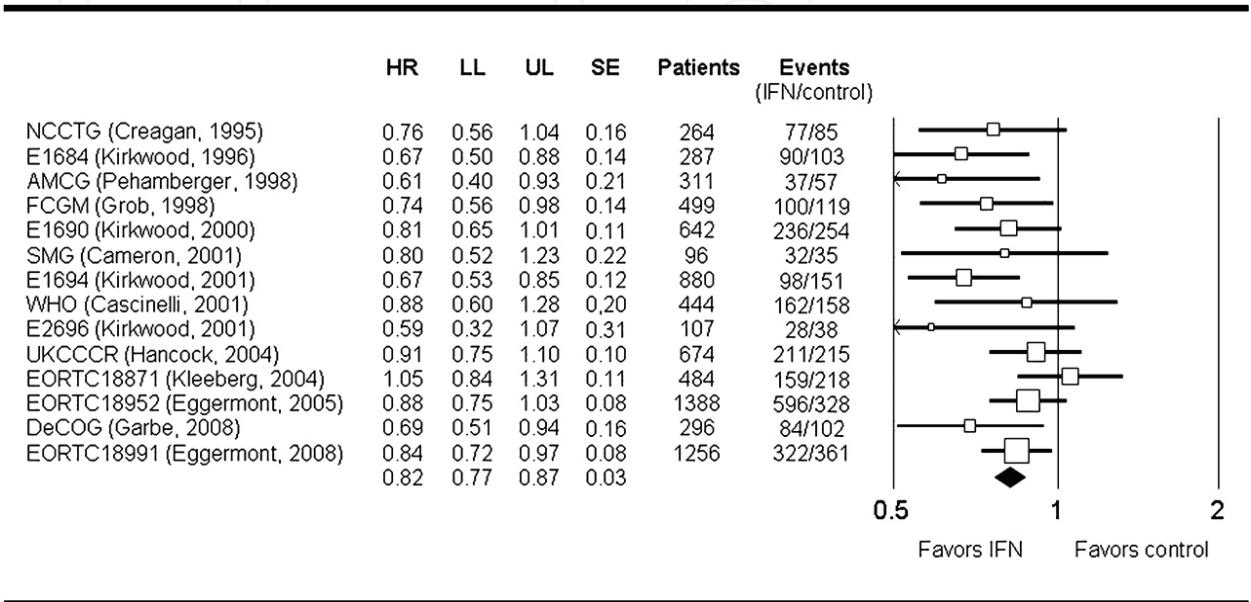 HR LL UL SE Patients Events
(IFN/control)
NCCTG (Creagan, 1995) 0.76 0.56 1.04 0.16 264 77/85
E1684 (Kirkwood, 1996) 0.67 0.50 0.88 0.14 287 90/103
AMCG (Pehamberger, 1998) 0.61 0.40 0.93 0.21 311 37/57
FCGM (Grob, 1998) 0.74 0.56 0.98 0.14 499 100/119
E1690 (Kirkwood, 2000) 0.81 0.65 1.01 0.11 642 236/254
SMG (Cameron, 2001) 0.80 0.52 1.23 0.22 96 32/35
E1694 (Kirkwood, 2001) 0.67 0.53 0.85 0.12 880 98/151
WHO (Cascinelli, 2001) 0.88 0.60 1.28 0,20 444 162/158
E2696 (Kirkwood, 2001) 0.59 0.32 1.07 0.31 107 28/38
UKCCCR (Hancock, 2004) 0.91 0.75 1.10 0.10 674 211/215
EORTC18871 (Kleeberg, 2004) 1.05 0.84 1.31 0.11 484 159/218
EORTC18952 (Eggermont, 2005) 0.88 0.75 1.03 0.08 1388 596/328
DeCOG (Garbe, 2008) 0.69 0.51 0.94 0.16 296 84/102
EORTC18991 (Eggermont, 2008) 0.84 0.72 0.97 0.08 1256 322/361
0.82 0.77 0.87 0.03
0.5 1 2
Favors IFN Favors control